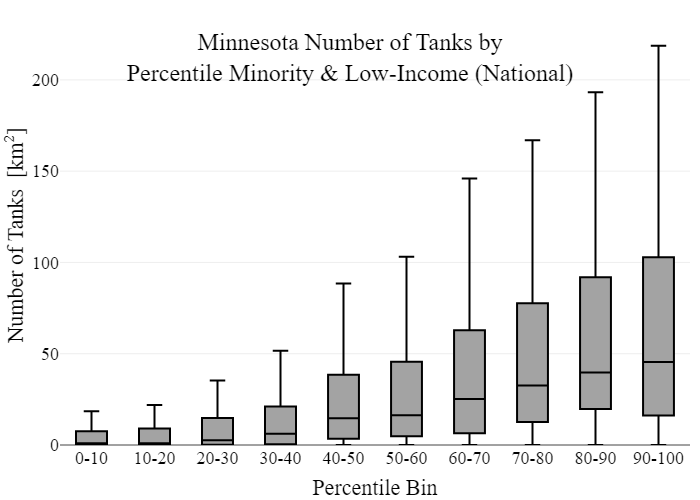 Minnesota Number of Tanks by
Percentile Minority & Low-Income (National)
Number of Tanks [km²]
200
150
100
50
0
0-10 10-20 20-30 30-40 40-50 50-60 60-70 70-80 80-90 90-100
Percentile Bin